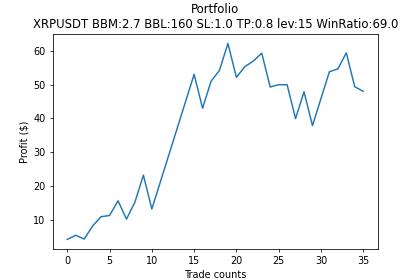 Portfolio
XRPUSDT BBM:2.7 BBL:160 SL:1.0 TP:0.8 lev:15 WinRatio:69.0
60
50
40
30
20
10
Profit ($)
0 5 10 15 20 25 30 35
Trade counts